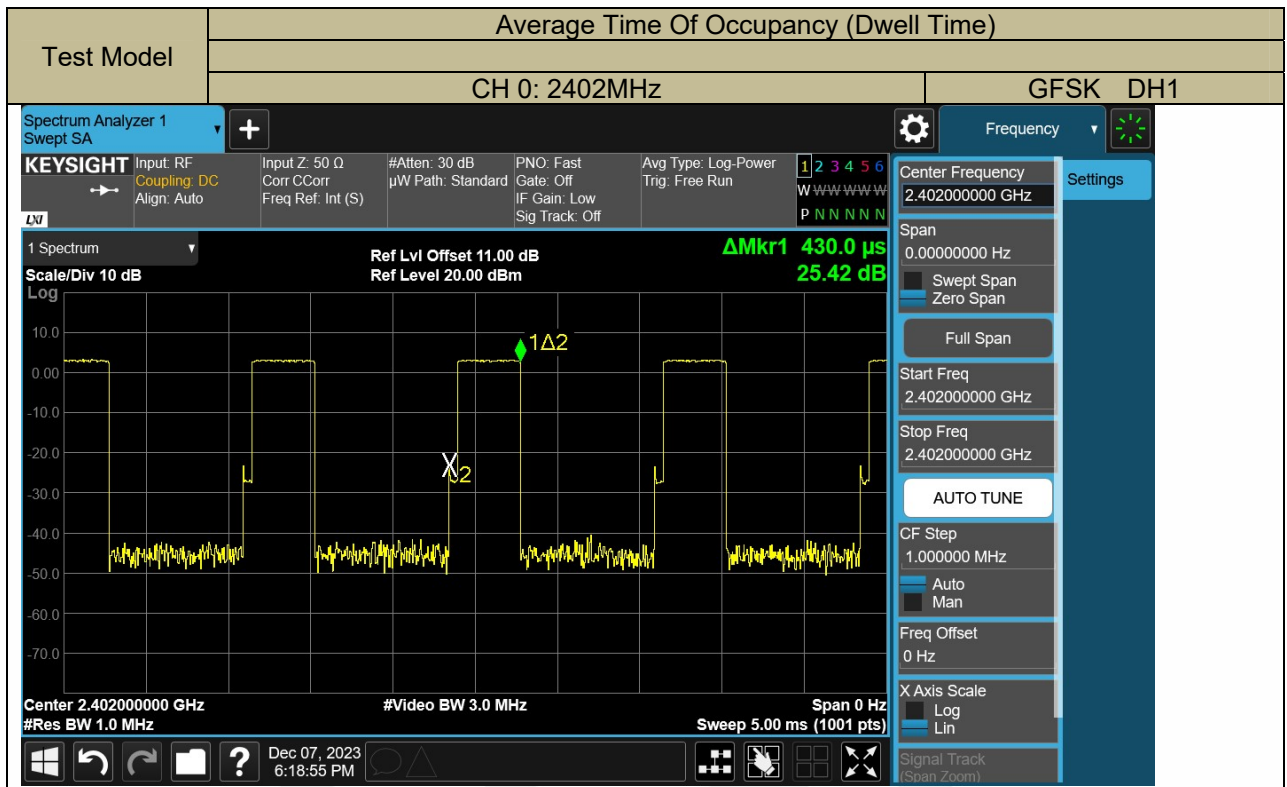 Test Model
Average Time Of Occupancy (Dwell Time)
CH 0: 2402MHz
GFSK DH1
Spectrum Analyzer 1
Swept SA
Frequency
KEYSIGHT
LXI
Input: RF
Coupling: DC
Align: Auto
Input Z: 50 Ω
Corr CCorr
Freq Ref: Int (S)
#Atten: 30 dB
µW Path: Standard
PNO: Fast
Gate: Off
IF Gain: Low
Sig Track: Off
Avg Type: Log-Power
Trig: Free Run
1 2 3 4 5 6
W W W W W W
P N N N N N
1 Spectrum
Scale/Div 10 dB
Log
Ref Lvl Offset 11.00 dB
Ref Level 20.00 dBm
ΔMkr1 430.0 µs
25.42 dB
10.0
0.00
-10.0
-20.0
-30.0
-40.0
-50.0
-60.0
-70.0
1Δ2
X2
Center 2.402000000 GHz
#Res BW 1.0 MHz
#Video BW 3.0 MHz
Span 0 Hz
Sweep 5.00 ms (1001 pts)
Center Frequency
2.402000000 GHz
Settings
Span
0.00000000 Hz
Swept Span
Zero Span
Full Span
Start Freq
2.402000000 GHz
Stop Freq
2.402000000 GHz
AUTO TUNE
CF Step
1.000000 MHz
Auto
Man
Freq Offset
0 Hz
X Axis Scale
Log
Lin
Signal Track
(Span Zoom)
?
Dec 07, 2023
6:18:55 PM